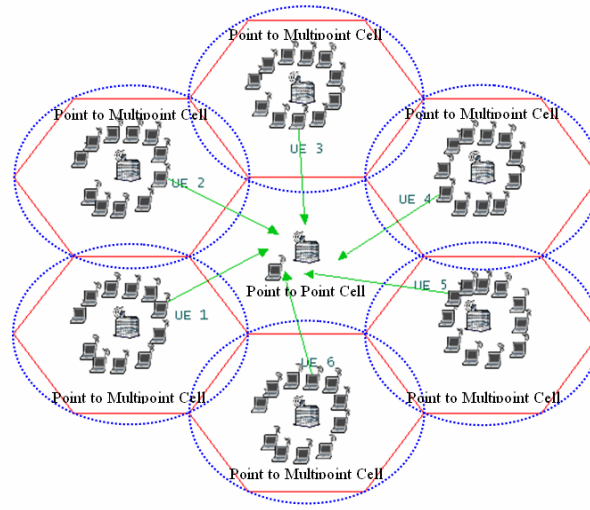 Point to Multipoint Cell
Point to Multipoint Cell
Point to Multipoint Cell
UE 3
UE 2
UE 4
Point to Point Cell
UE 5
UE 1
UE 6
Point to Multipoint Cell
Point to Multipoint Cell
Point to Multipoint Cell